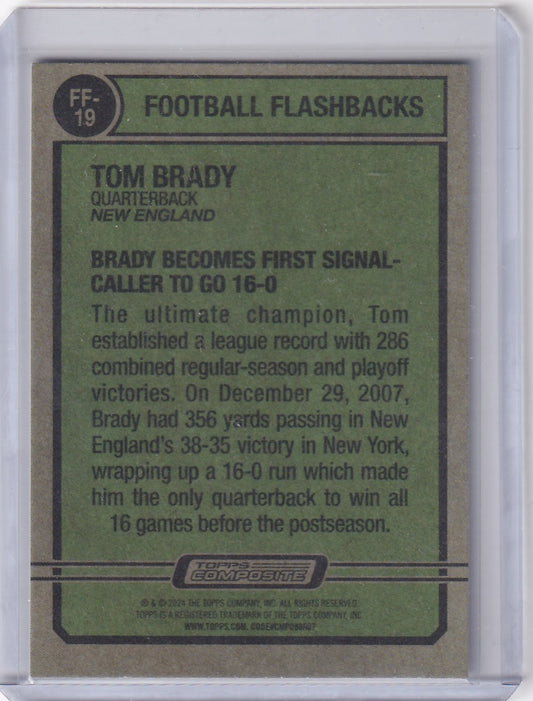 FF-
19
FOOTBALL FLASHBACKS
TOM BRADY
QUARTERBACK
NEW ENGLAND
BRADY BECOMES FIRST SIGNAL-
CALLER TO GO 16-0
The ultimate champion, Tom
established a league record with 286
combined regular-season and playoff
victories. On December 29, 2007,
Brady had 356 yards passing in New
England's 38-35 victory in New York,
wrapping up a 16-0 run which made
him the only quarterback to win all
16 games before the postseason.
TOPPS
COMPOSITE
® & © 2024 THE TOPPS COMPANY, INC. ALL RIGHTS RESERVED.
TOPPS IS A REGISTERED TRADEMARK OF THE TOPPS COMPANY, INC.
WWW.TOPPS.COM.